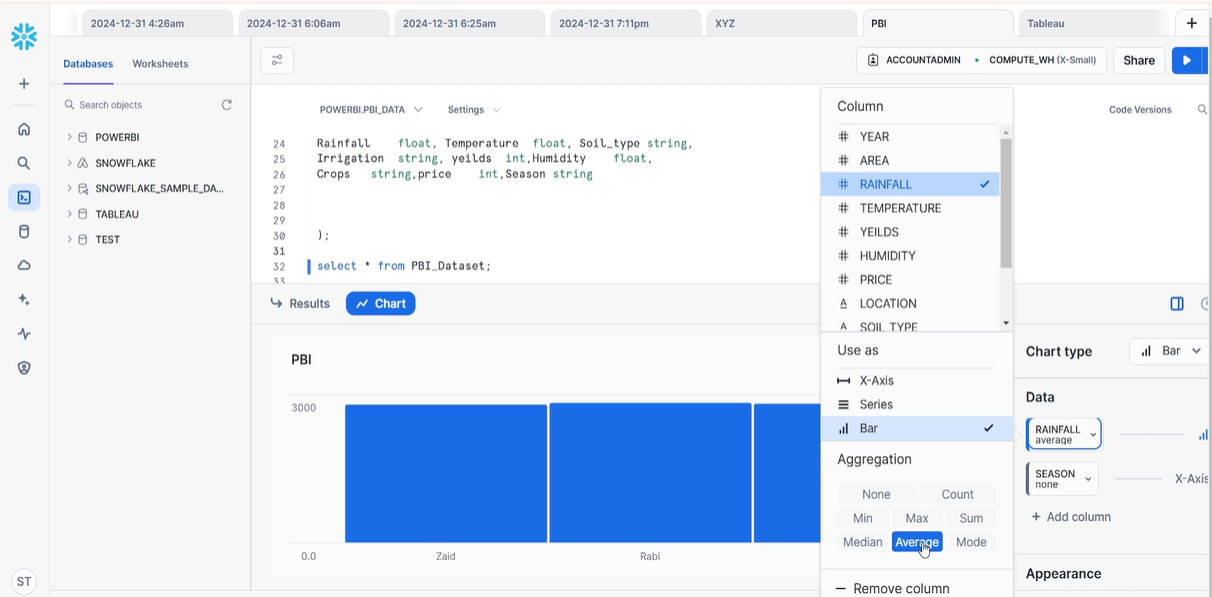 2024-12-31 4:26am
2024-12-31 6:06am
2024-12-31 6:25am
2024-12-31 7:11pm
XYZ
PBI
Tableau
Databases
Worksheets
ACCOUNTADMIN
COMPUTE_WH (X-Small)
Share
Search objects
POWERBI
SNOWFLAKE
SNOWFLAKE_SAMPLE_DA...
TABLEAU
TEST
ST
POWERBI.PBI_DATA
Settings
Code Versions
24 Rainfall float, Temperature float, Soil_type string,
25 Irrigation string, yeilds int,Humidity float,
26 Crops string,price int,Season string
27
28
29
30 );
31
32 select * from PBI_Dataset;
33
Results
Chart
PBI
3000
0.0
Zaid
Rabi
Column
YEAR
AREA
RAINFALL
TEMPERATURE
YEILDS
HUMIDITY
PRICE
LOCATION
SOIL_TYPE
Use as
X-Axis
Series
Bar
Aggregation
None
Count
Min
Max
Sum
Median
Average
Mode
Remove column
Chart type
Bar
Data
RAINFALL
average
SEASON
none
X-Axis
+ Add column
Appearance